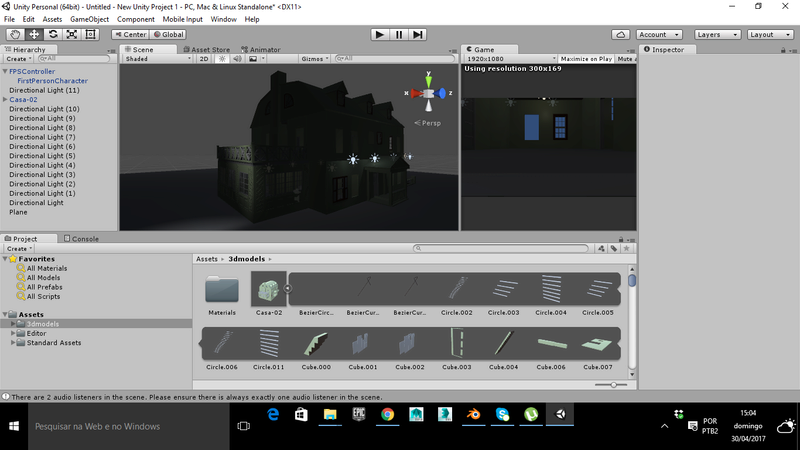 Unity Personal (64bit) - Untitled - New Unity Project 1 - PC, Mac & Linux Standalone* <DX11>
File Edit Assets GameObject Component Mobile Input Window Help
Center Global Account Layers Layout
Hierarchy
Create All
FPSController
FirstPersonCharacter
Directional Light (11)
Casa-02
Directional Light (10)
Directional Light (9)
Directional Light (8)
Directional Light (7)
Directional Light (6)
Directional Light (5)
Directional Light (4)
Directional Light (3)
Directional Light (2)
Directional Light (1)
Directional Light
Plane
Scene Asset Store Animator
Shaded 2D Gizmos All
y
x z
Persp
Game
1920x1080 Maximize on Play Mute a
Using resolution 300x169
Inspector
Project Console
Create
Favorites
All Materials
All Models
All Prefabs
All Scripts
Assets
3dmodels
Editor
Standard Assets
Assets 3dmodels
Materials Casa-02 BezierCirc... BezierCur... BezierCur... Circle.002 Circle.003 Circle.004 Circle.005
Circle.006 Circle.011 Cube.000 Cube.001 Cube.002 Cube.003 Cube.004 Cube.006 Cube.007
There are 2 audio listeners in the scene. Please ensure there is always exactly one audio listener in the scene.
Pesquisar na Web e no Windows
EPIC
POR
PTB2
15:04
domingo
30/04/2017